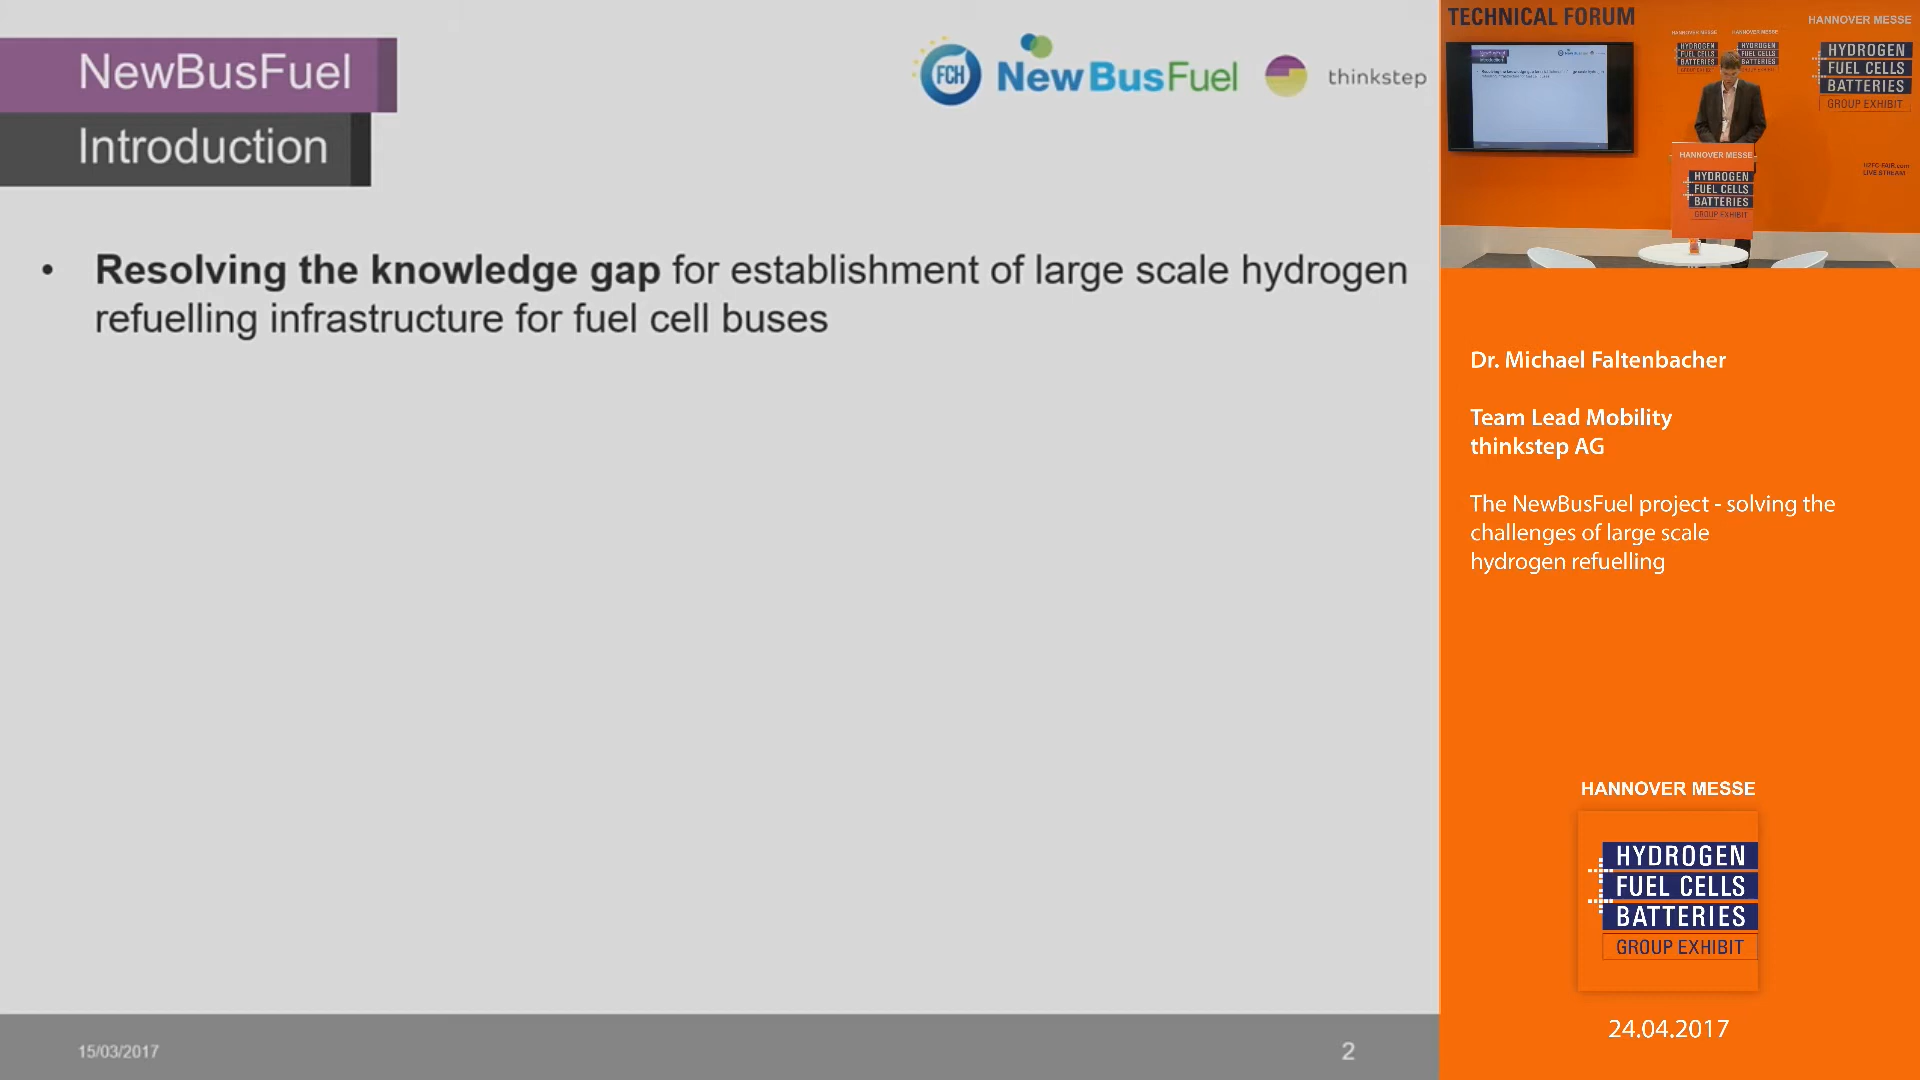 NewBusFuel
Introduction
FCH
NewBusFuel
thinkstep
• Resolving the knowledge gap for establishment of large scale hydrogen
refuelling infrastructure for fuel cell buses
15/03/2017
2
TECHNICAL FORUM
HANNOVER MESSE
HYDROGEN
FUEL CELLS
BATTERIES
GROUP EXHIBIT
HANNOVER MESSE
HYDROGEN
FUEL CELLS
BATTERIES
GROUP EXHIBIT
LIVE STREAM
Dr. Michael Faltenbacher
Team Lead Mobility
thinkstep AG
The NewBusFuel project - solving the
challenges of large scale
hydrogen refuelling
HANNOVER MESSE
HYDROGEN
FUEL CELLS
BATTERIES
GROUP EXHIBIT
24.04.2017